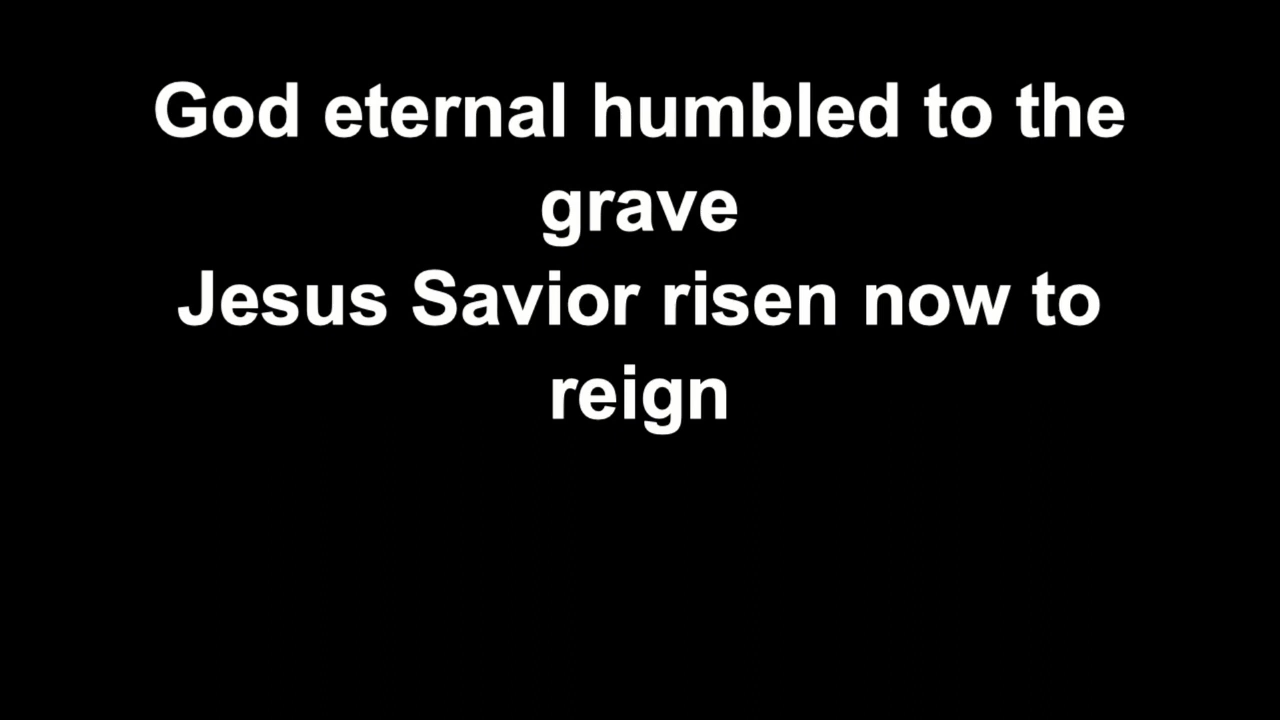 God eternal humbled to the
grave
Jesus Savior risen now to
reign